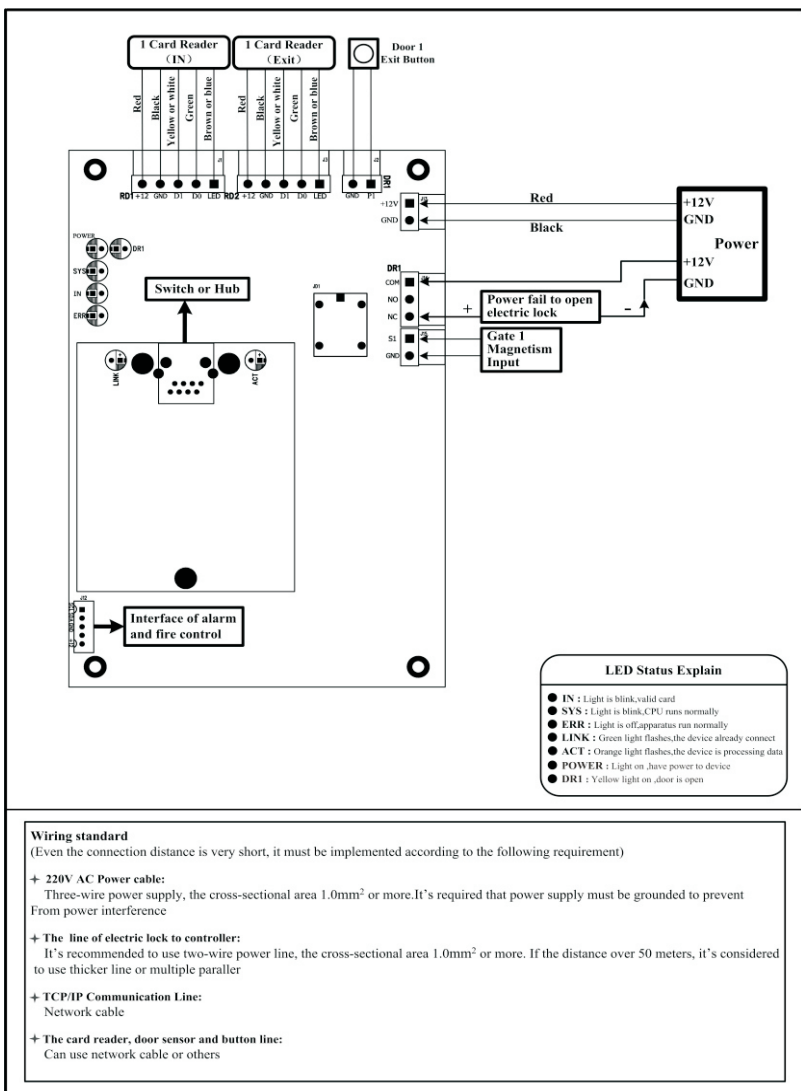 1 Card Reader
（IN）
1 Card Reader
（Exit）
Door 1
Exit Button
Red
Black
Yellow or white
Green
Brown or blue
Red
Black
Yellow or white
Green
Brown or blue
J1
J3
J2
RD1 +12 GND D1 D0 LED
RD2 +12 GND D1 D0 LED
GND P1
DR1
+12V
GND
Red
Black
+12V
GND
Power
+12V
GND
POWER
DR1
SYS
IN
ERR
Switch or Hub
JD1
DR1
COM
NO
NC
+
Power fail to open
electric lock
-
S1
GND
Gate 1
Magnetism
Input
LINK
ACT
J12
Interface of alarm
and fire control
LED Status Explain
● IN : Light is blink,valid card
● SYS : Light is blink,CPU runs normally
● ERR : Light is off,apparatus run normally
● LINK : Green light flashes,the device already connect
● ACT : Orange light flashes,the device is processing data
● POWER : Light on ,have power to device
● DR1 : Yellow light on ,door is open
Wiring standard
(Even the connection distance is very short, it must be implemented according to the following requirement)
220V AC Power cable:
Three-wire power supply, the cross-sectional area 1.0mm² or more.It's required that power supply must be grounded to prevent
From power interference
The line of electric lock to controller:
It's recommended to use two-wire power line, the cross-sectional area 1.0mm² or more. If the distance over 50 meters, it's considered
to use thicker line or multiple paraller
TCP/IP Communication Line:
Network cable
The card reader, door sensor and button line:
Can use network cable or others